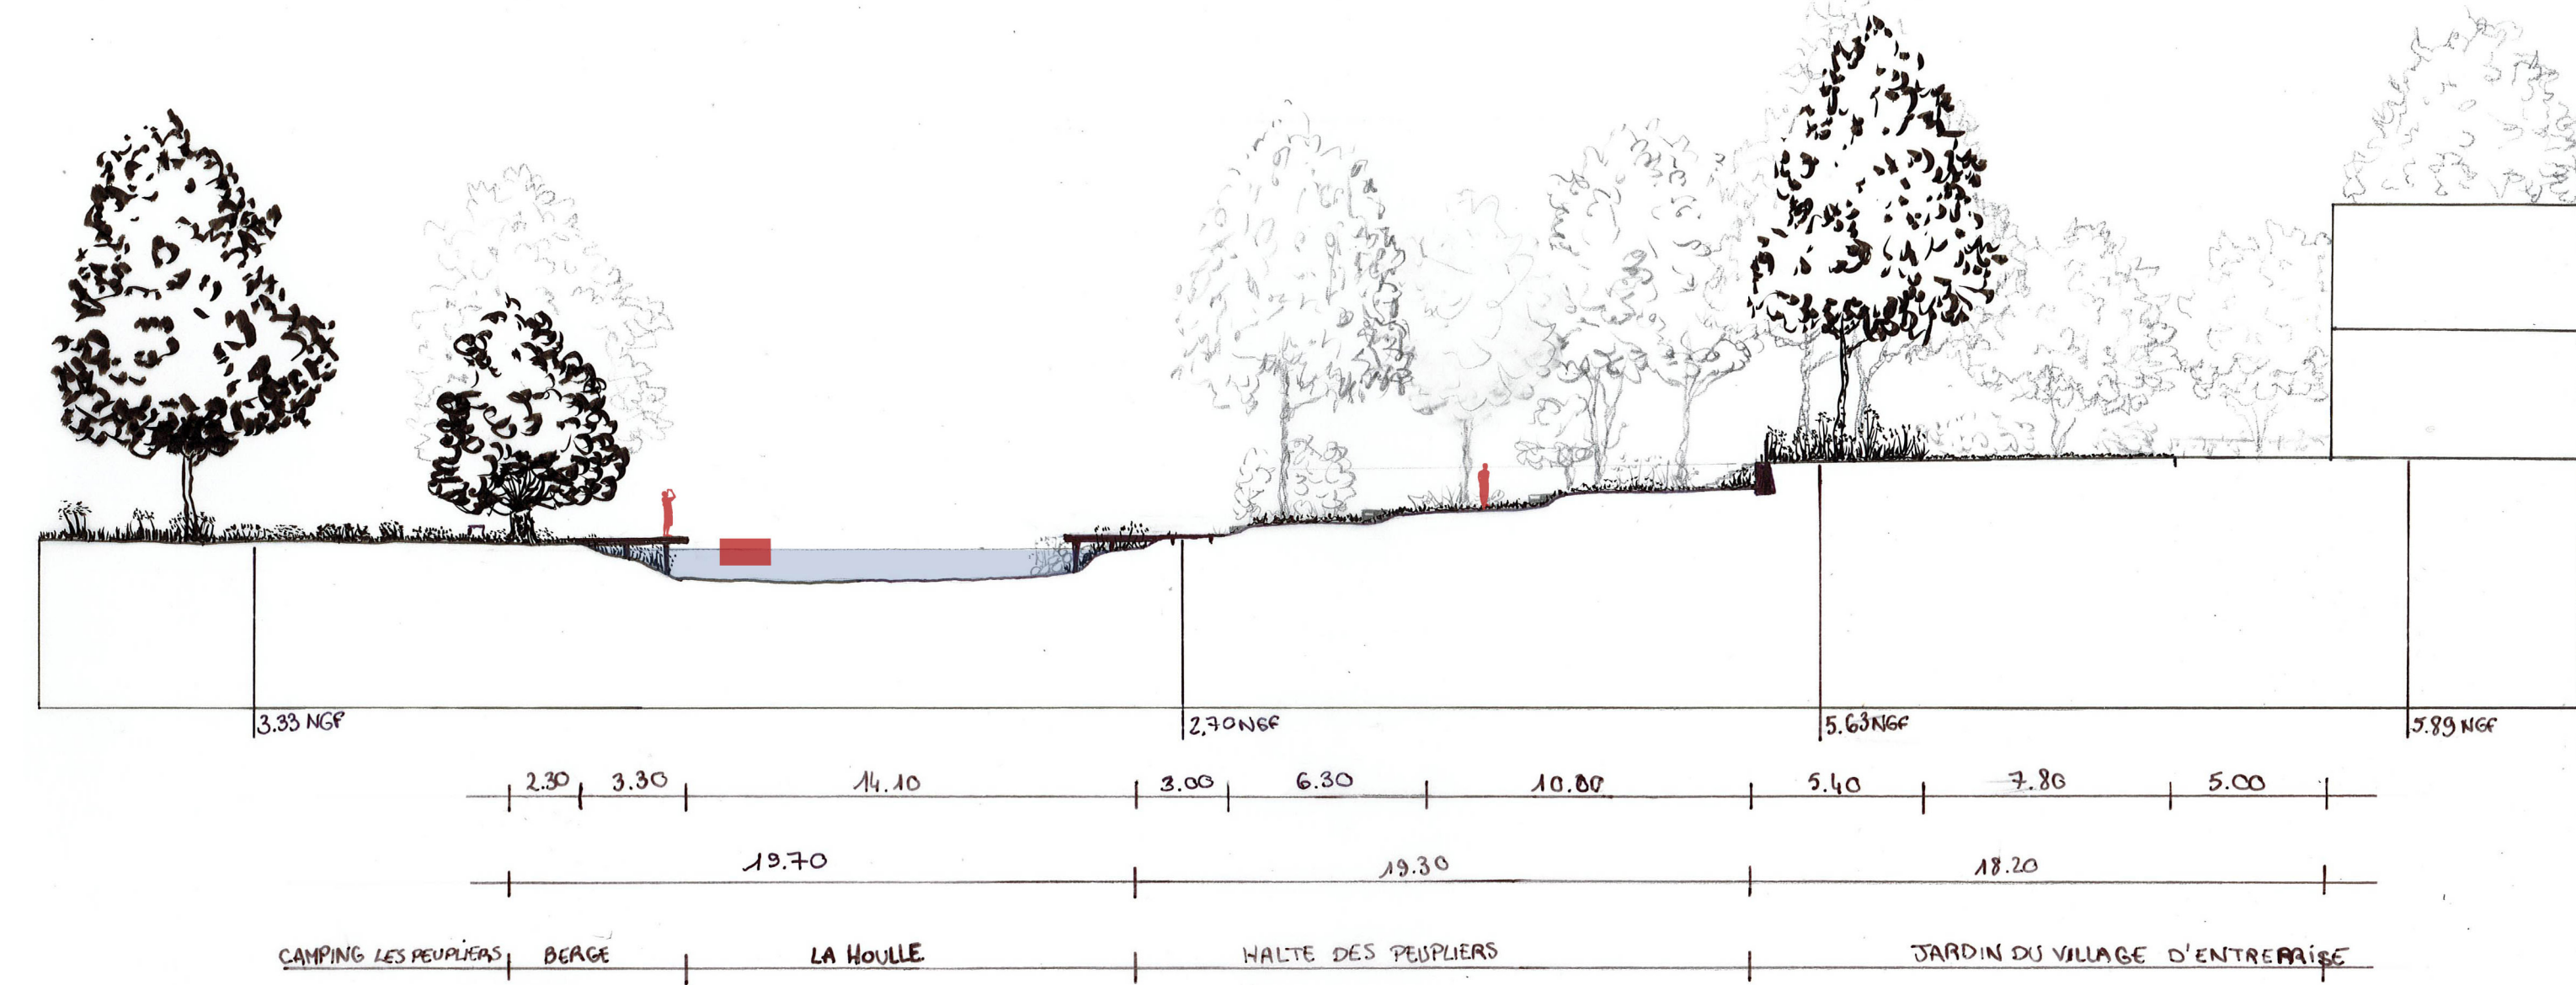 3.33 NGF
2.70 NGF
5.63 NGF
5.89 NGF
2.30 3.30 14.10 3.00 6.30 10.00 5.40 7.80 5.00
19.70 19.30 18.20
CAMPING LES PEUPLIERS BERGE LA HOULLE HALTE DES PEUPLIERS JARDIN DU VILLAGE D'ENTREPRISE